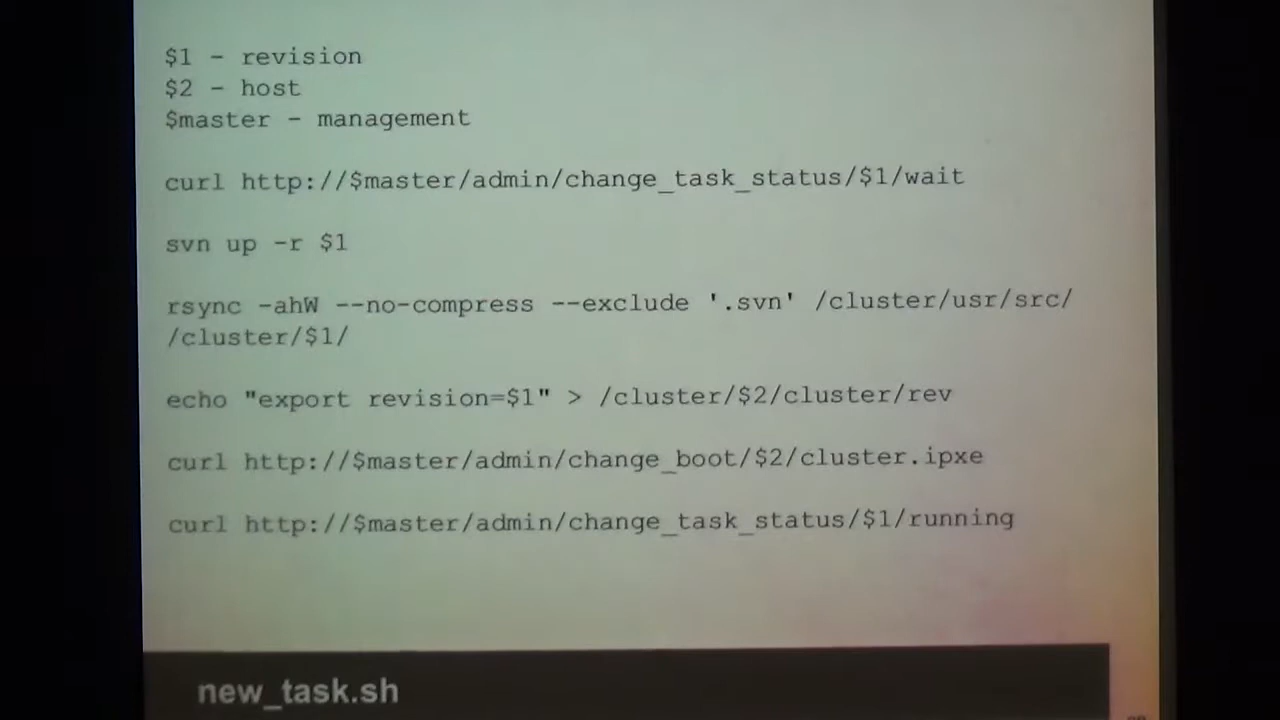 $1 - revision
$2 - host
$master - management
curl http://$master/admin/change_task_status/$1/wait
svn up -r $1
rsync -ahW --no-compress --exclude '.svn' /cluster/usr/src/
/cluster/$1/
echo "export revision=$1" > /cluster/$2/cluster/rev
curl http://$master/admin/change_boot/$2/cluster.ipxe
curl http://$master/admin/change_task_status/$1/running
new_task.sh